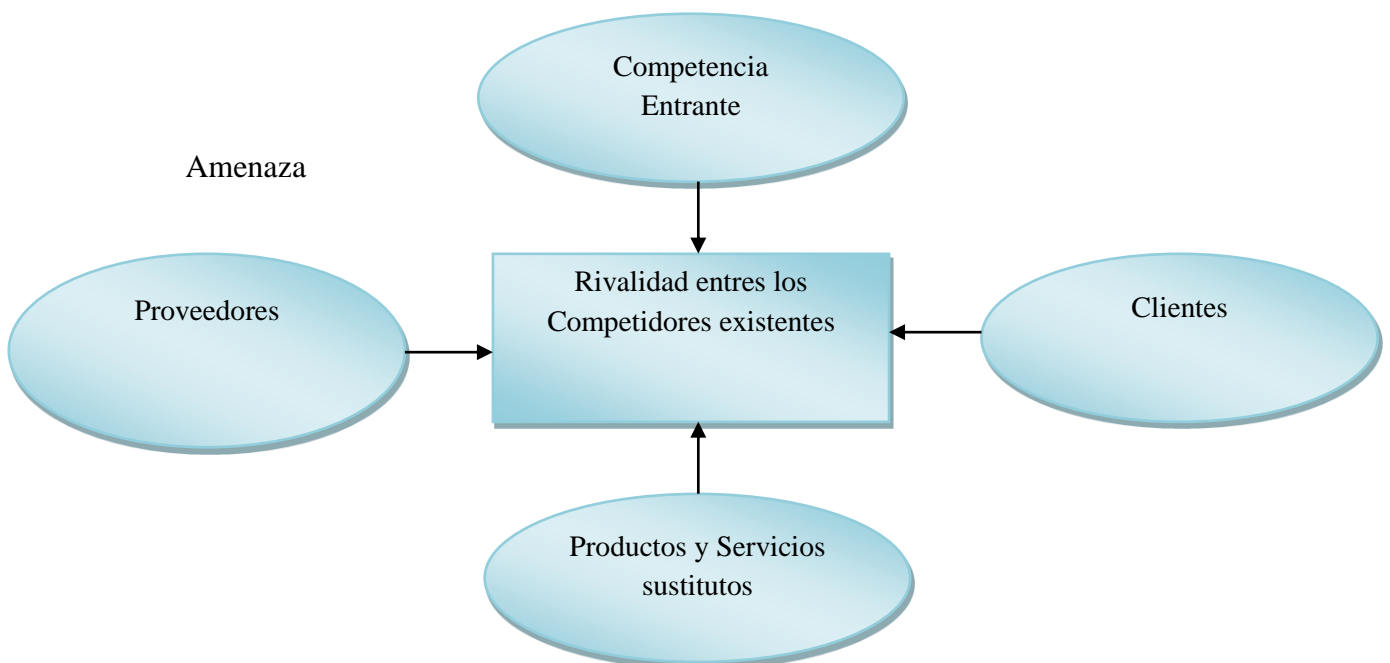 Competencia
Entrante
Amenaza
Proveedores
Rivalidad entres los
Competidores existentes
Clientes
Productos y Servicios
sustitutos